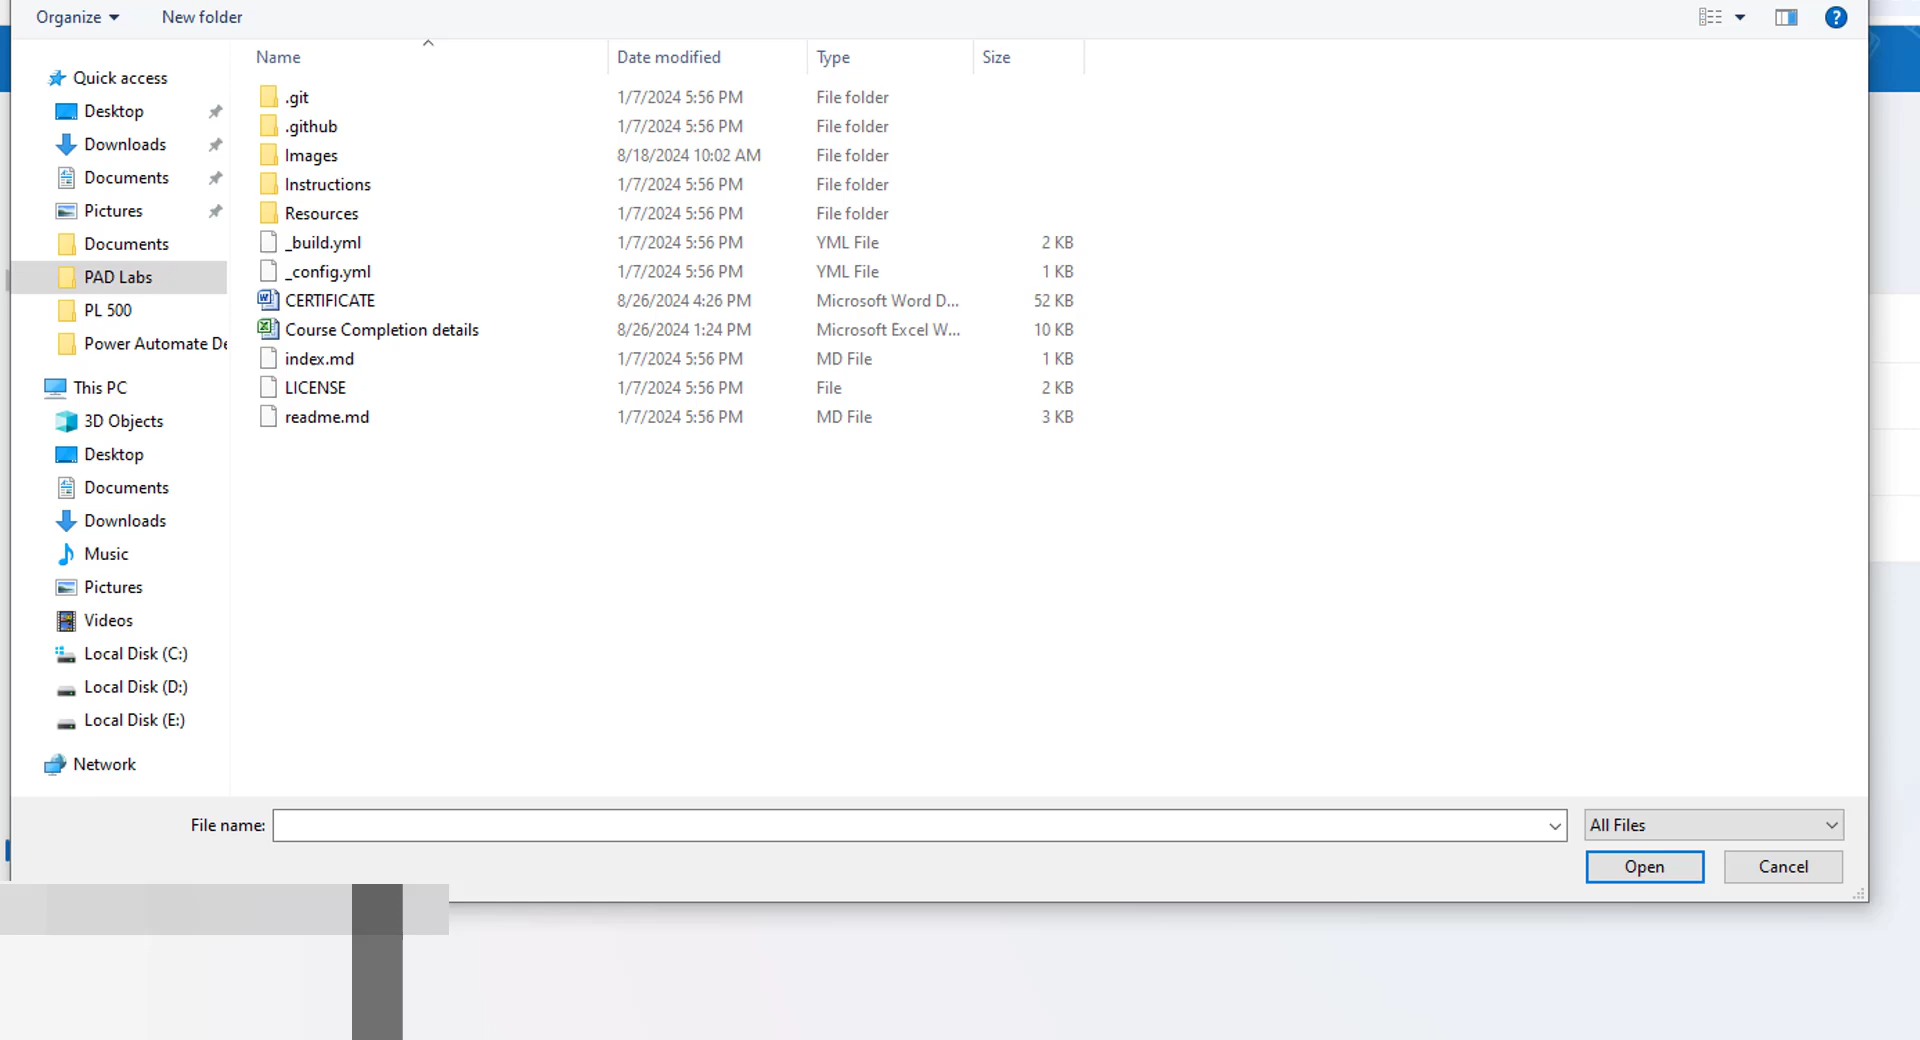 Organize New folder
Name Date modified Type Size
Quick access
Desktop
Downloads
Documents
Pictures
Documents
PAD Labs
PL 500
Power Automate De
This PC
3D Objects
Desktop
Documents
Downloads
Music
Pictures
Videos
Local Disk (C:)
Local Disk (D:)
Local Disk (E:)
Network
.git 1/7/2024 5:56 PM File folder
.github 1/7/2024 5:56 PM File folder
Images 8/18/2024 10:02 AM File folder
Instructions 1/7/2024 5:56 PM File folder
Resources 1/7/2024 5:56 PM File folder
_build.yml 1/7/2024 5:56 PM YML File 2 KB
_config.yml 1/7/2024 5:56 PM YML File 1 KB
CERTIFICATE 8/26/2024 4:26 PM Microsoft Word D... 52 KB
Course Completion details 8/26/2024 1:24 PM Microsoft Excel W... 10 KB
index.md 1/7/2024 5:56 PM MD File 1 KB
LICENSE 1/7/2024 5:56 PM File 2 KB
readme.md 1/7/2024 5:56 PM MD File 3 KB
File name: All Files
Open Cancel